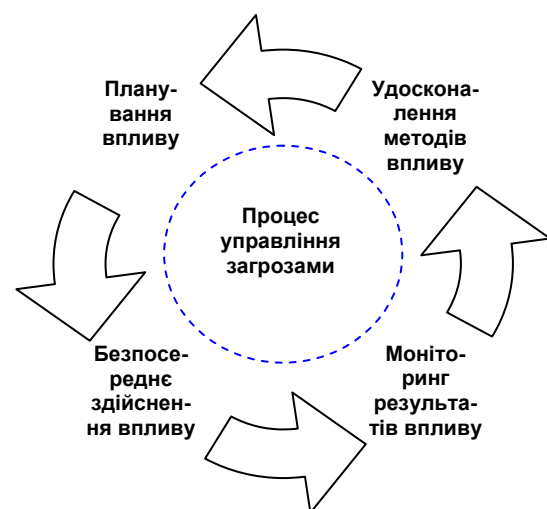 Плану-
вання
впливу
Удоскона-
лення
методів
впливу
Процес
управління
загрозами
Безпосе-
реднє
здійснен-
ня впливу
Моніто-
ринг
результа-
тів впливу